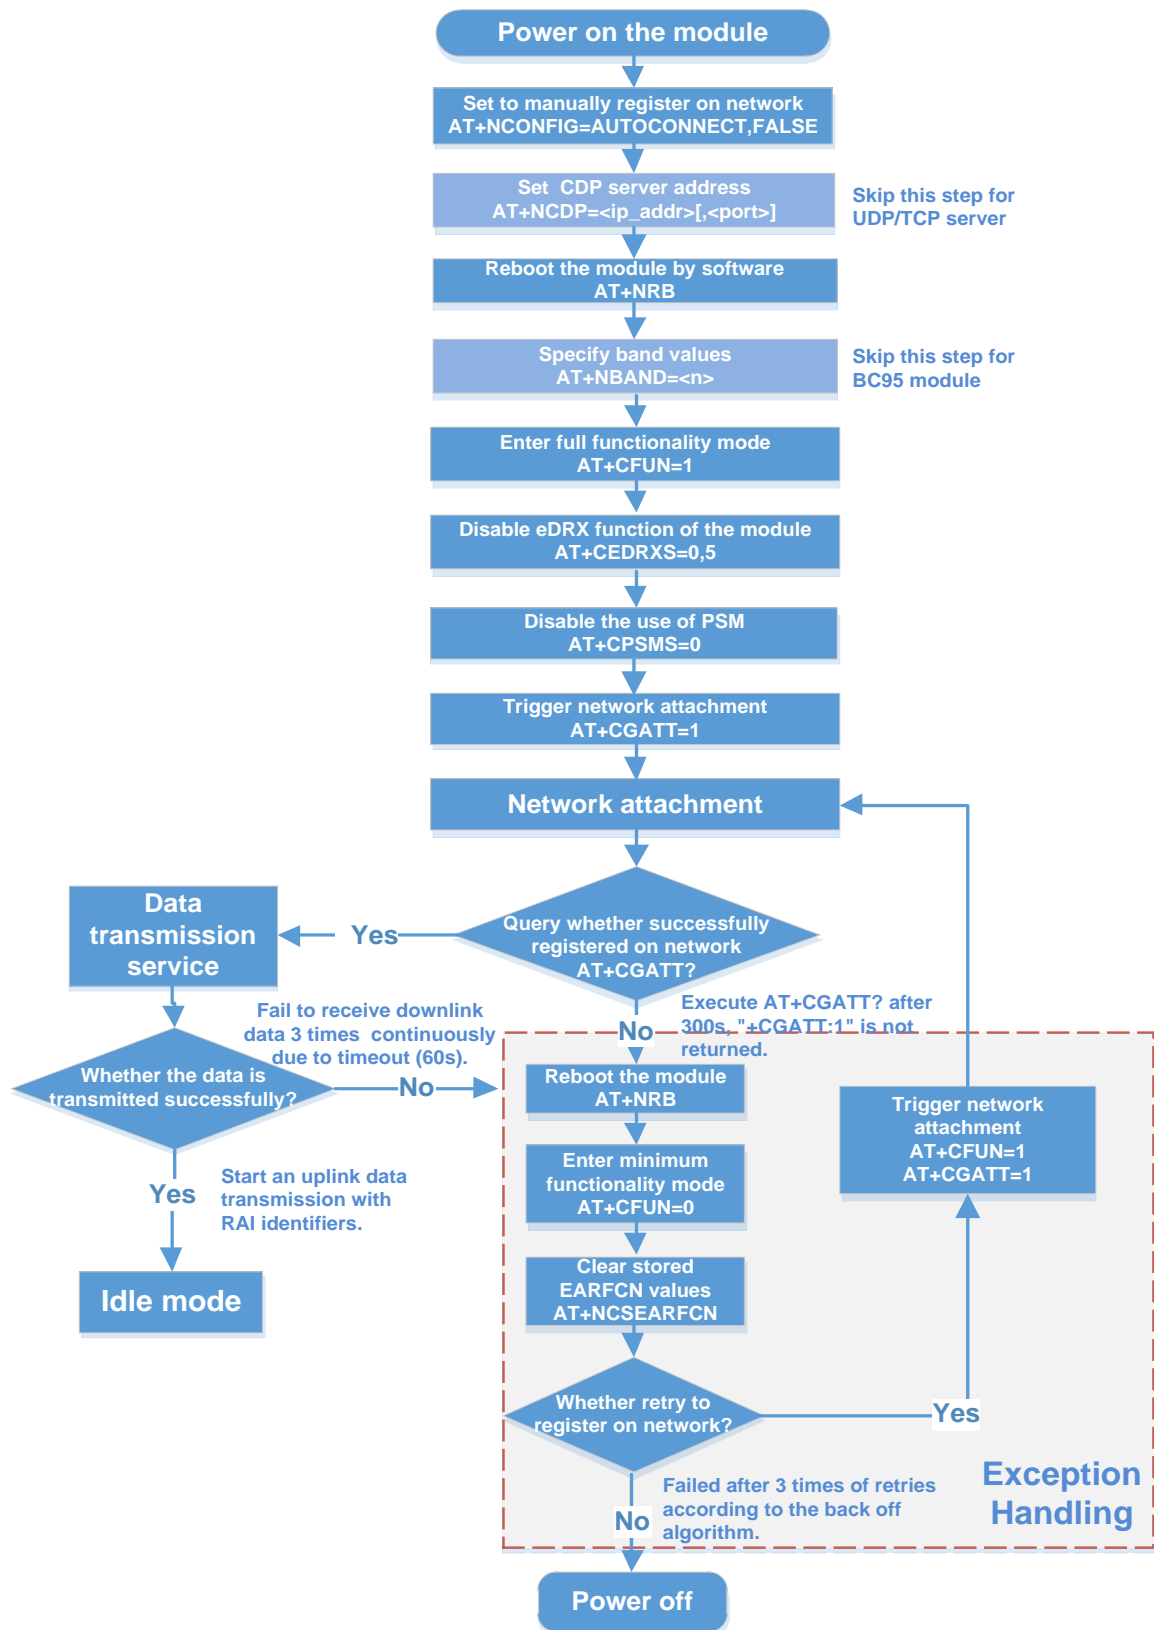 Power on the module
Set to manually register on network
AT+NCONFIG=AUTOCONNECT,FALSE
Set CDP server address
AT+NCDP=<ip_addr>[,<port>]
Skip this step for
UDP/TCP server
Reboot the module by software
AT+NRB
Specify band values
AT+NBAND=<n>
Skip this step for
BC95 module
Enter full functionality mode
AT+CFUN=1
Disable eDRX function of the module
AT+CEDRXS=0,5
Disable the use of PSM
AT+CPSMS=0
Trigger network attachment
AT+CGATT=1
Network attachment
Query whether successfully
registered on network
AT+CGATT?
Yes
Data
transmission
service
Fail to receive downlink
data 3 times continuously
due to timeout (60s).
Whether the data is
transmitted successfully?
No
Yes
Start an uplink data
transmission with
RAI identifiers.
Idle mode
No
Execute AT+CGATT? after
300s, "+CGATT:1" is not
returned.
Reboot the module
AT+NRB
Enter minimum
functionality mode
AT+CFUN=0
Clear stored
EARFCN values
AT+NCSEARFCN
Whether retry to
register on network?
Yes
Trigger network
attachment
AT+CFUN=1
AT+CGATT=1
Exception
Handling
No
Failed after 3 times of retries
according to the back off
algorithm.
Power off